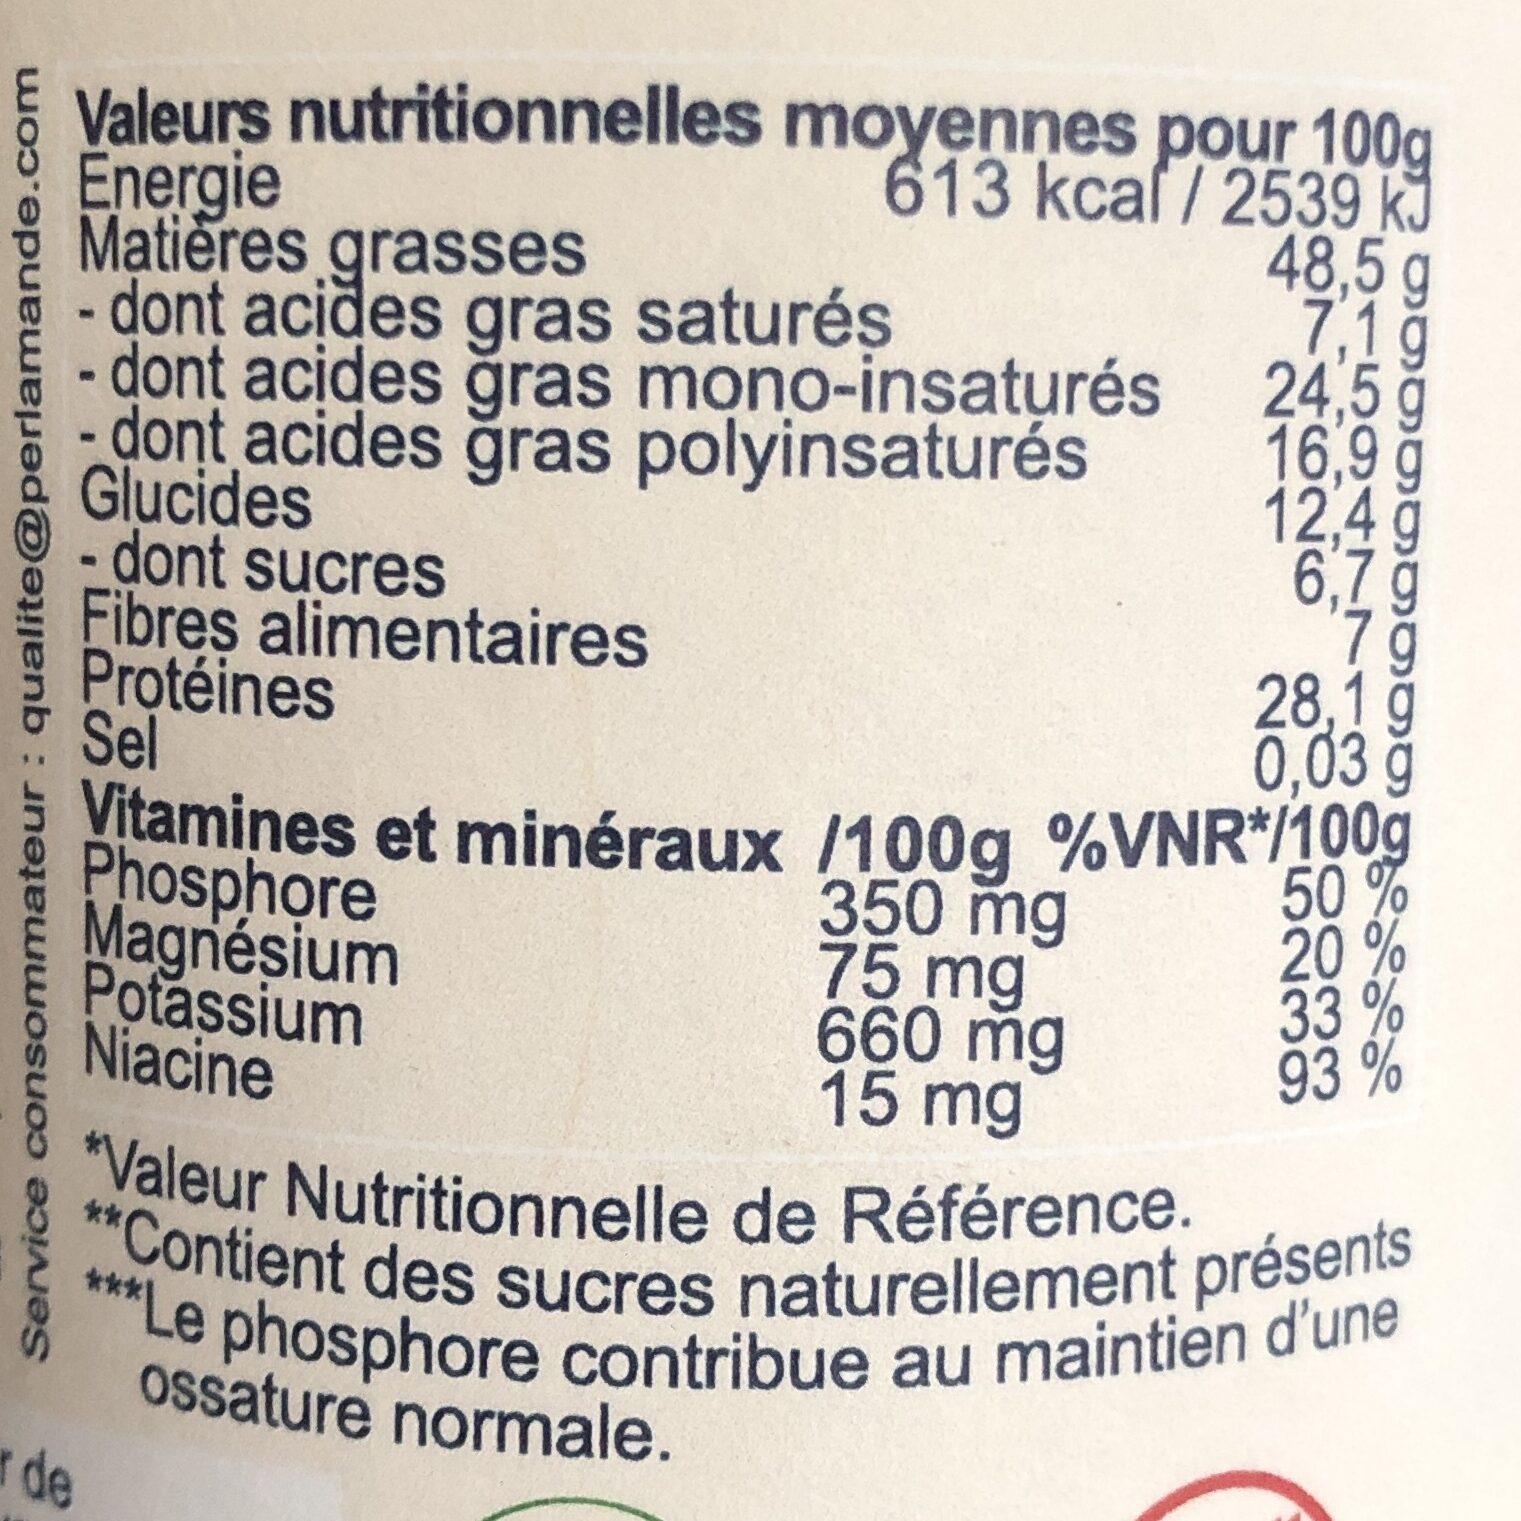 Service consommateur : qualite@perlamande.com
Valeurs nutritionnelles moyennes pour 100g
Energie 613 kcal / 2539 kJ
Matières grasses 48,5 g
- dont acides gras saturés 7,1 g
- dont acides gras mono-insaturés 24,5 g
- dont acides gras polyinsaturés 16,9 g
Glucides 12,4 g
- dont sucres 6,7 g
Fibres alimentaires 7 g
Protéines 28,1 g
Sel 0,03 g
Vitamines et minéraux /100g %VNR*/100g
Phosphore 350 mg 50 %
Magnésium 75 mg 20 %
Potassium 660 mg 33 %
Niacine 15 mg 93 %
*Valeur Nutritionnelle de Référence.
**Contient des sucres naturellement présents
***Le phosphore contribue au maintien d'une
ossature normale.
de